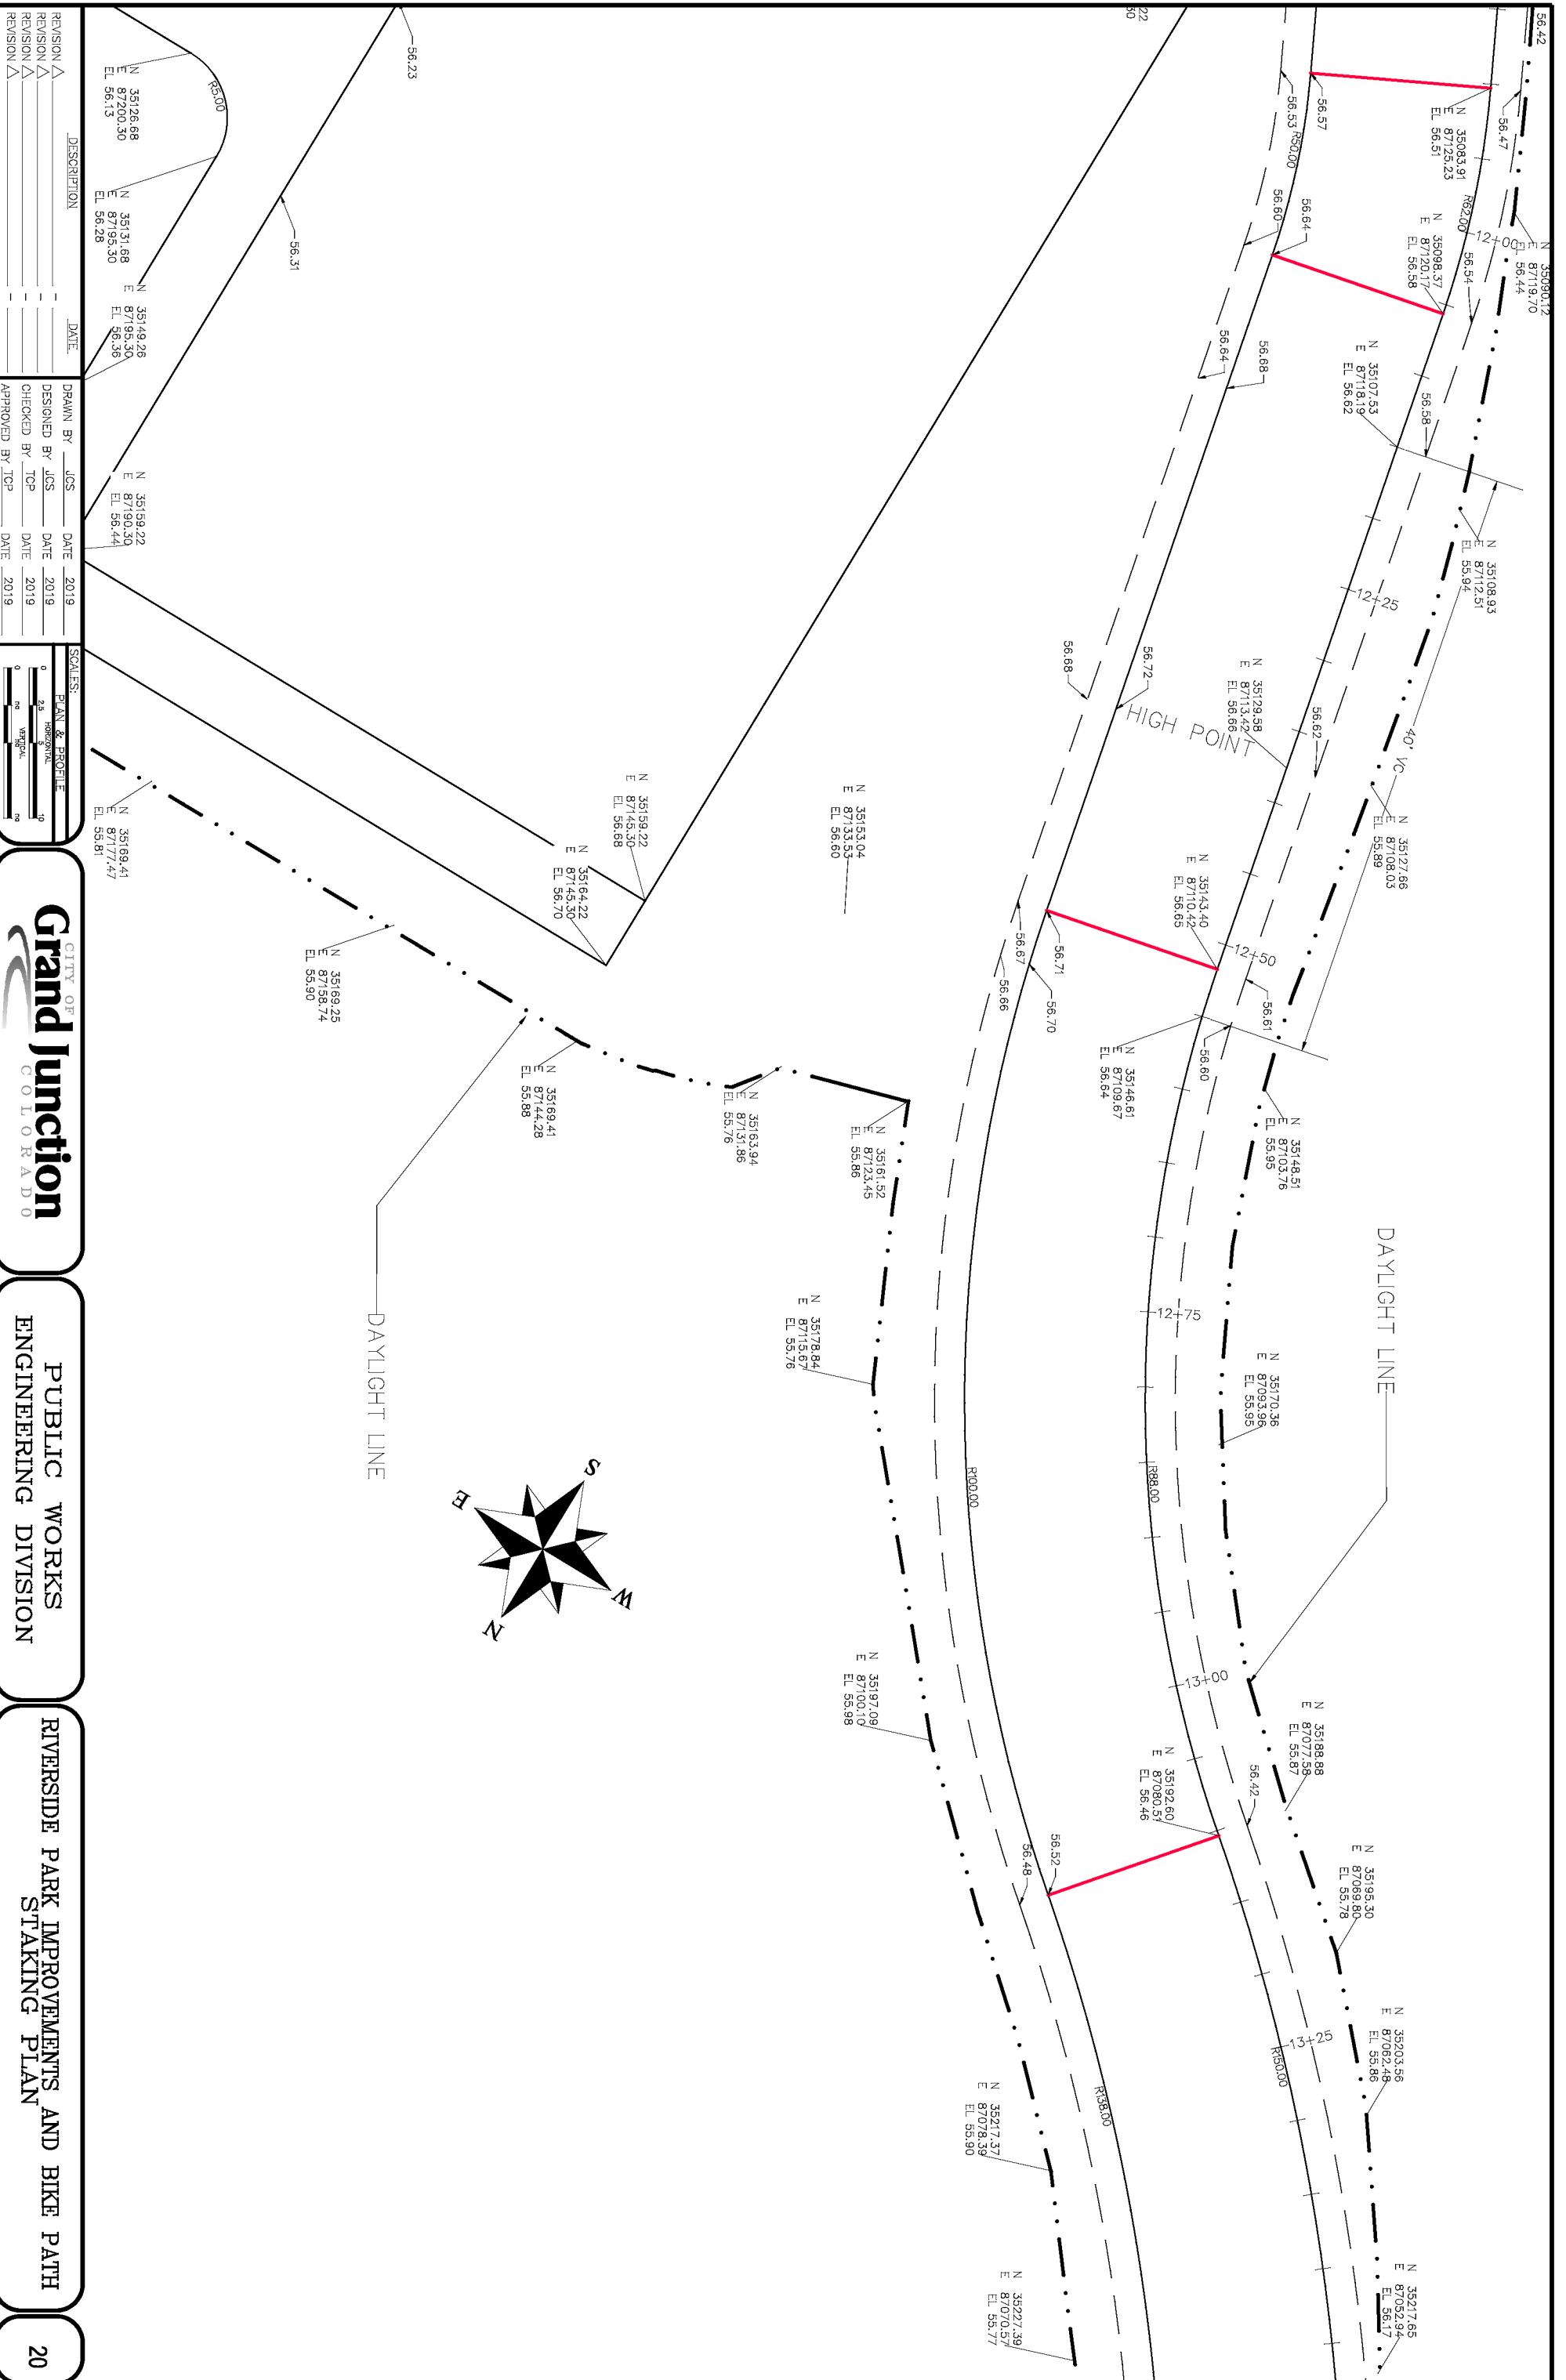 56.42
56.47
N 35083.91
E 87125.23
EL 56.51
N 35090.12
E 87119.70
EL 56.44
12+00
R62.00
56.54
N 35098.37
E 87120.17
EL 56.58
56.57
56.53
R50.00
56.60
56.64
56.64
56.68
N 35107.53
E 87118.19
EL 56.62
56.58
N 35108.93
E 87112.51
EL 55.94
12+25
40' VC
56.62
N 35129.58
E 87113.42
EL 56.66
HIGH POINT
56.72
56.68
N 35127.66
E 87108.03
EL 55.89
N 35143.40
E 87110.42
EL 56.65
12+50
56.61
56.60
N 35146.61
E 87109.67
EL 56.64
56.71
56.70
56.67
56.66
N 35148.51
E 87103.76
EL 55.95
DAYLIGHT LINE
12+75
N 35170.36
E 87093.96
EL 55.95
R88.00
R100.00
13+00
N 35188.88
E 87077.58
EL 55.87
56.42
N 35192.60
E 87080.51
EL 56.46
56.52
56.48
N 35195.30
E 87069.80
EL 55.78
N 35203.56
E 87062.48
EL 55.86
13+25
R150.00
R138.00
N 35217.65
E 87052.94
EL 56.17
22
30
N 35153.04
E 87133.53
EL 56.60
N 35159.22
E 87145.30
EL 56.68
N 35164.22
E 87145.30
EL 56.70
N 35161.52
E 87123.45
EL 55.86
N 35163.94
E 87131.86
EL 55.76
N 35169.41
E 87144.28
EL 55.88
N 35169.25
E 87158.74
EL 55.90
N 35169.41
E 87177.47
EL 55.81
N 35178.84
E 87115.67
EL 55.76
N 35197.09
E 87100.10
EL 55.98
N 35217.37
E 87078.39
EL 55.90
N 35227.39
E 87070.57
EL 55.77
DAYLIGHT LINE
S
W
E
N
56.23
56.31
R5.00
N 35126.68
E 87200.30
EL 56.13
N 35131.68
E 87195.30
EL 56.28
N 35149.26
E 87195.30
EL 56.36
N 35159.22
E 87190.30
EL 56.44
DESCRIPTION DATE
REVISION △ -
REVISION △ -
REVISION △
REVISION △
DRAWN BY JCS DATE 2019
DESIGNED BY JCS DATE 2019
CHECKED BY TCP DATE 2019
APPROVED BY TCP DATE 2019
SCALES:
PLAN & PROFILE
0 2.5 5 10
HORIZONTAL
VERTICAL
0 na na na
CITY OF
Grand Junction
COLORADO
PUBLIC WORKS
ENGINEERING DIVISION
RIVERSIDE PARK IMPROVEMENTS AND BIKE PATH
STAKING PLAN
20